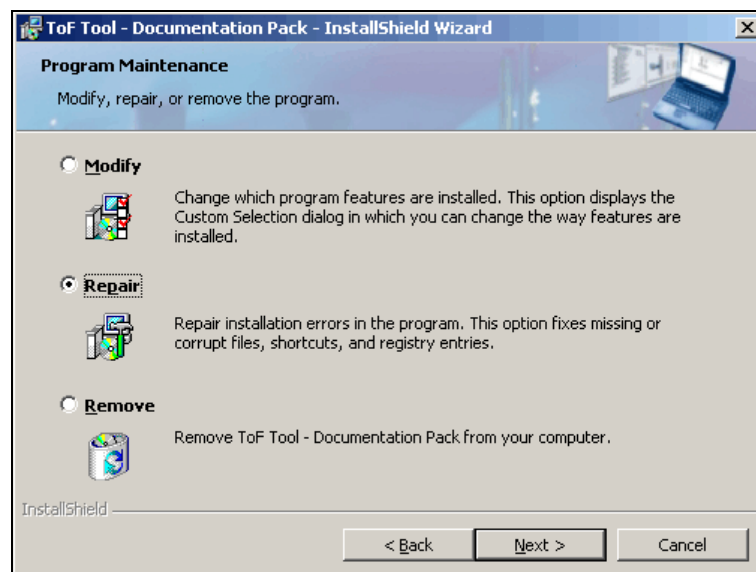 ToF Tool - Documentation Pack - InstallShield Wizard
Program Maintenance
Modify, repair, or remove the program.
Modify
Change which program features are installed. This option displays the
Custom Selection dialog in which you can change the way features are
installed.
Repair
Repair installation errors in the program. This option fixes missing or
corrupt files, shortcuts, and registry entries.
Remove
Remove ToF Tool - Documentation Pack from your computer.
InstallShield
< Back
Next >
Cancel